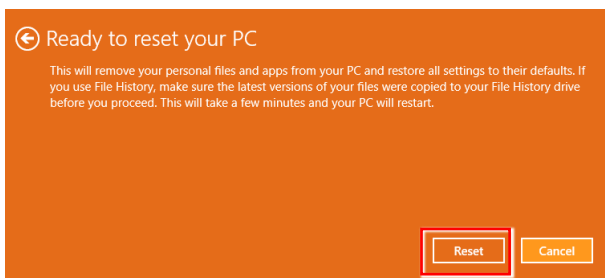 Ready to reset your PC
This will remove your personal files and apps from your PC and restore all settings to their defaults. If
you use File History, make sure the latest versions of your files were copied to your File History drive
before you proceed. This will take a few minutes and your PC will restart.
Reset Cancel